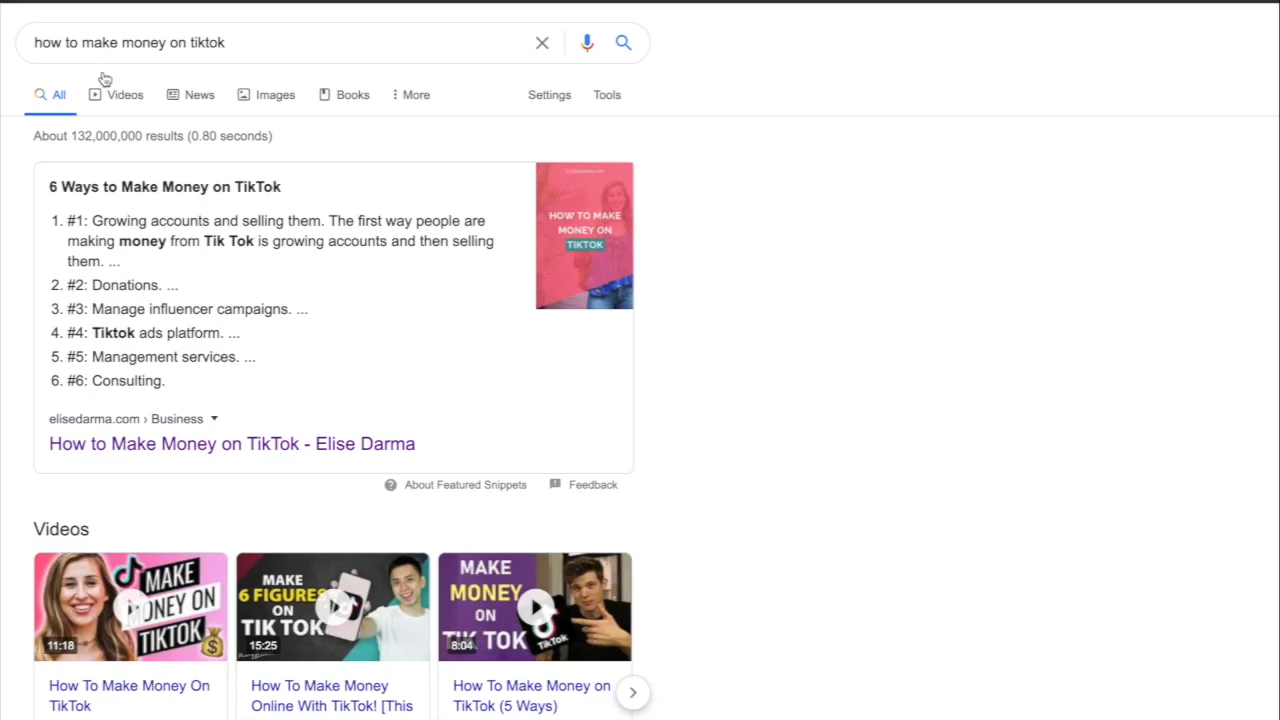 how to make money on tiktok
All
Videos
News
Images
Books
More
Settings
Tools
About 132,000,000 results (0.80 seconds)
6 Ways to Make Money on TikTok
1. #1: Growing accounts and selling them. The first way people are
making money from Tik Tok is growing accounts and then selling
them. ...
2. #2: Donations. ...
3. #3: Manage influencer campaigns. ...
4. #4: Tiktok ads platform. ...
5. #5: Management services. ...
6. #6: Consulting.
HOW TO MAKE
MONEY ON
TIKTOK
elisedarma.com › Business
How to Make Money on TikTok - Elise Darma
About Featured Snippets
Feedback
Videos
MAKE
MONEY ON
TIKTOK
11:18
MAKE
6 FIGURES
ON
TIK TOK
15:25
MAKE
MONEY
ON
TIK TOK
TikTok
8:04
How To Make Money On
TikTok
How To Make Money
Online With TikTok! [This
How To Make Money on
TikTok (5 Ways)